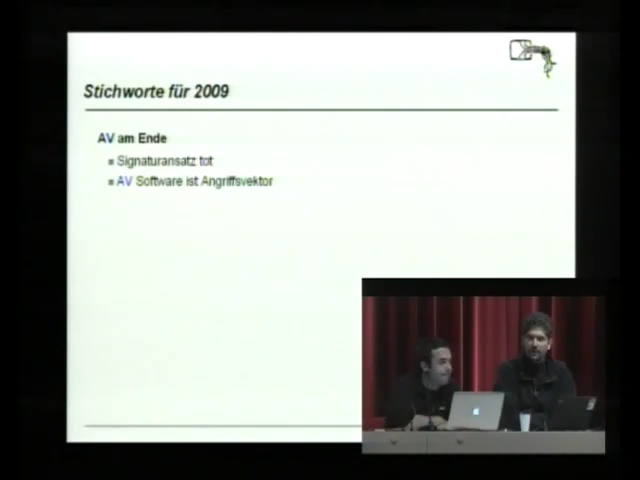 Stichworte für 2009
AV am Ende
Signaturansatz tot
AV Software ist Angriffsvektor